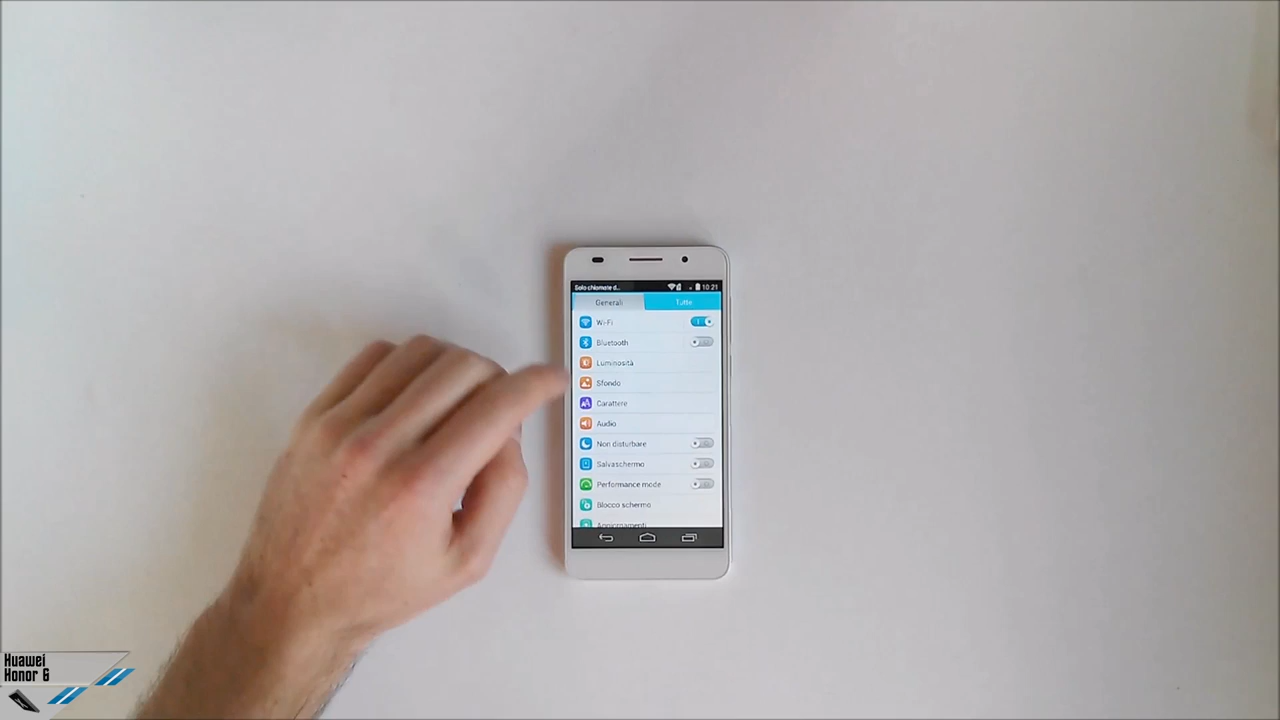 Solo chiamate d...
10:21
Generali
Tutte
Wi-Fi
Bluetooth
Luminosità
Sfondo
Carattere
Audio
Non disturbare
Salvaschermo
Performance mode
Blocco schermo
Aggiornamenti
Huawei
Honor 6